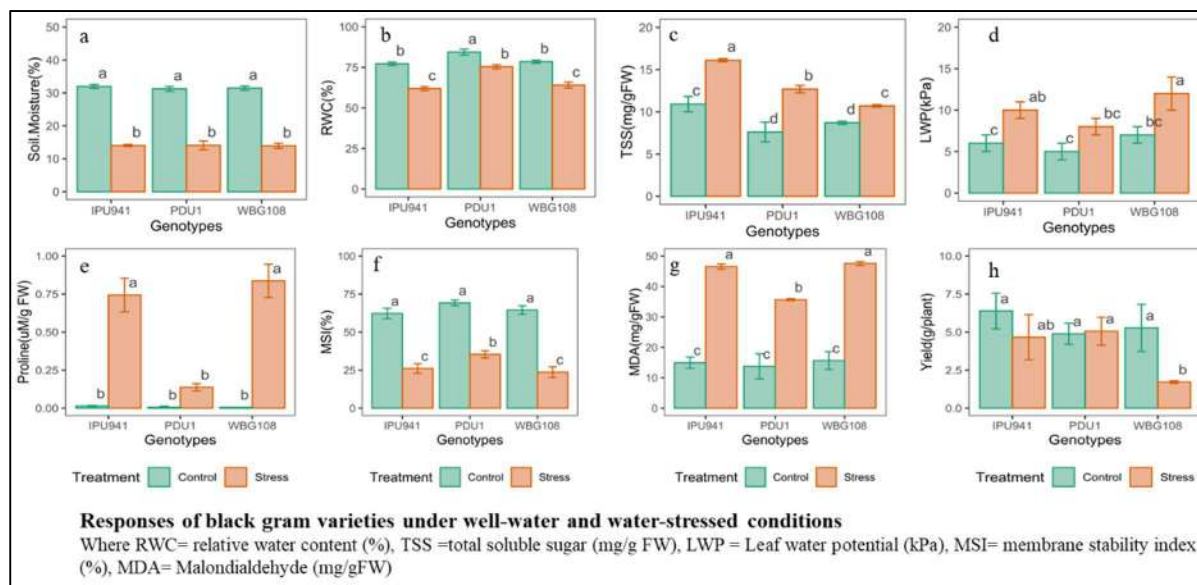 a
Soil.Moisture(%)
50
40
30
20
10
0
a
b
a
b
a
b
IPU941 PDU1 WBG108
Genotypes
b
RWC(%)
100
75
50
25
0
b
c
a
b
b
c
IPU941 PDU1 WBG108
Genotypes
c
TSS(mg/gFW)
20
15
10
5
0
c
a
d
b
d
c
IPU941 PDU1 WBG108
Genotypes
d
LWP(kPa)
20
15
10
5
0
c
ab
c
bc
bc
a
IPU941 PDU1 WBG108
Genotypes
e
Proline(uM/g FW)
1.00
0.75
0.50
0.25
0.00
b
a
b
b
b
a
IPU941 PDU1 WBG108
Genotypes
Treatment Control Stress
f
MSI(%)
100
75
50
25
0
a
c
a
b
a
c
IPU941 PDU1 WBG108
Genotypes
Treatment Control Stress
g
MDA(mg/gFW)
50
40
30
20
10
0
c
a
c
b
c
a
IPU941 PDU1 WBG108
Genotypes
Treatment Control Stress
h
Yield(g/plant)
10.0
7.5
5.0
2.5
0.0
a
ab
a
a
a
b
IPU941 PDU1 WBG108
Genotypes
Treatment Control Stress
Responses of black gram varieties under well-water and water-stressed conditions
Where RWC= relative water content (%), TSS =total soluble sugar (mg/g FW), LWP = Leaf water potential (kPa), MSI= membrane stability index
(%), MDA= Malondialdehyde (mg/gFW)